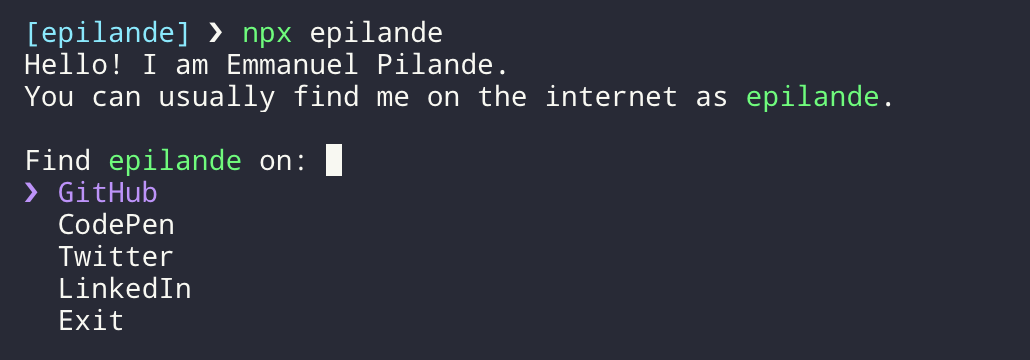 [epilande] ❯ npx epilande
Hello! I am Emmanuel Pilande.
You can usually find me on the internet as epilande.
Find epilande on:
❯ GitHub
CodePen
Twitter
LinkedIn
Exit